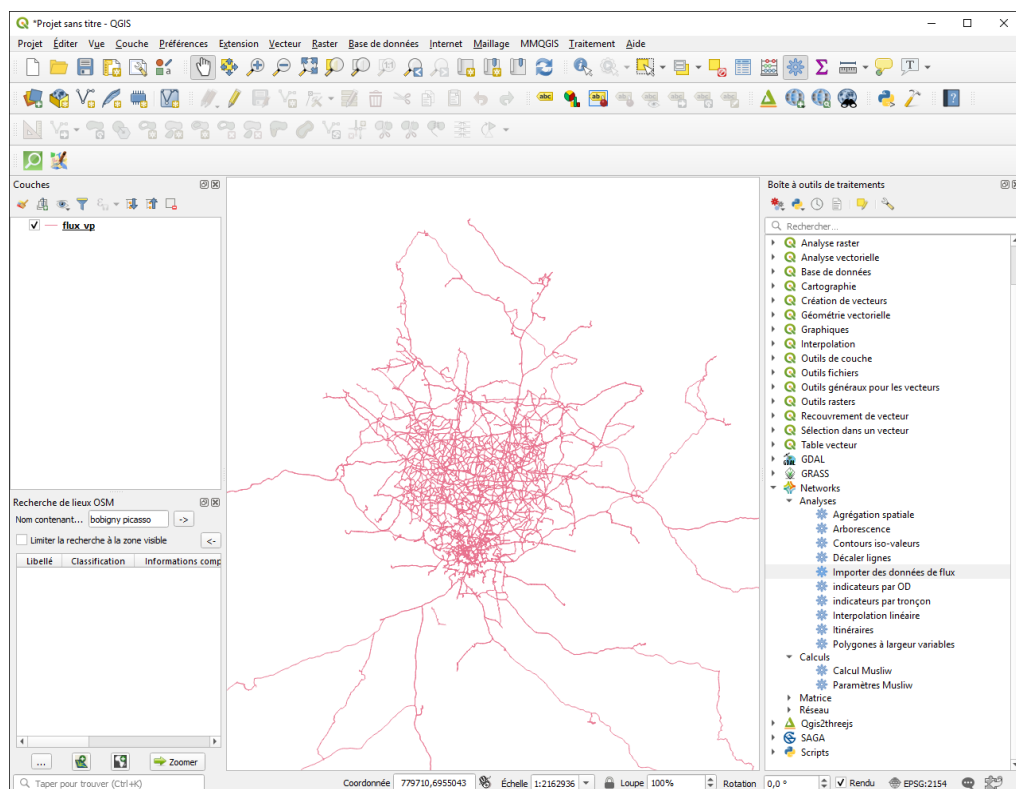 *Projet sans titre - QGIS
Projet Éditer Vue Couche Préférences Extension Vecteur Raster Base de données Internet Maillage MMQGIS Traitement Aide
Couches
flux_vp
Recherche de lieux OSM
Nom contenant... bobigny picasso ->
Limiter la recherche à la zone visible <-
Libellé Classification Informations comp
... Zoomer
Boîte à outils de traitements
Rechercher...
Analyse raster
Analyse vectorielle
Base de données
Cartographie
Création de vecteurs
Géométrie vectorielle
Graphiques
Interpolation
Outils de couche
Outils fichiers
Outils généraux pour les vecteurs
Outils rasters
Recouvrement de vecteur
Sélection dans un vecteur
Table vecteur
GDAL
GRASS
Networks
Analyses
Agrégation spatiale
Arborescence
Contours iso-valeurs
Décaler lignes
Importer des données de flux
indicateurs par OD
indicateurs par tronçon
Interpolation linéaire
Itinéraires
Polygones à largeur variables
Calculs
Calcul Musliw
Paramètres Musliw
Matrice
Réseau
Qgis2threejs
SAGA
Scripts
Taper pour trouver (Ctrl+K) Coordonnée 779710,6955043 Échelle 1:2162936 Loupe 100% Rotation 0,0 ° Rendu EPSG:2154